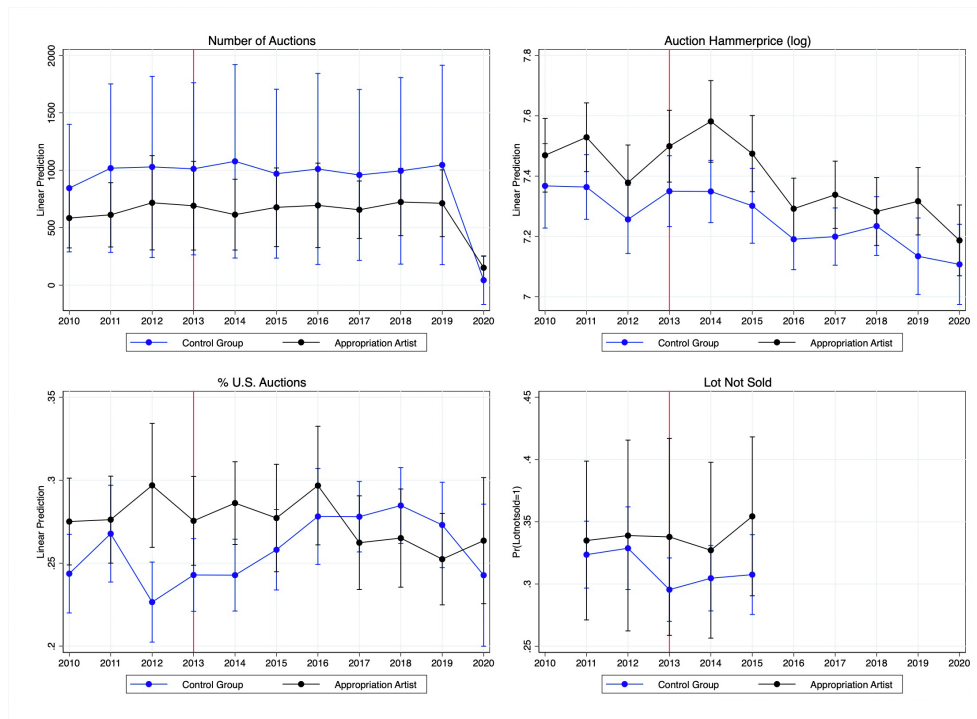 Number of Auctions
Linear Prediction
2000
1500
1000
500
0
2010 2011 2012 2013 2014 2015 2016 2017 2018 2019 2020
Control Group Appropriation Artist
Auction Hammerprice (log)
Linear Prediction
7.8
7.6
7.4
7.2
7
2010 2011 2012 2013 2014 2015 2016 2017 2018 2019 2020
Control Group Appropriation Artist
% U.S. Auctions
Linear Prediction
.35
.3
.25
.2
2010 2011 2012 2013 2014 2015 2016 2017 2018 2019 2020
Control Group Appropriation Artist
Lot Not Sold
Pr(Lotnotsold=1)
.45
.4
.35
.3
.25
2010 2011 2012 2013 2014 2015 2016 2017 2018 2019 2020
Control Group Appropriation Artist